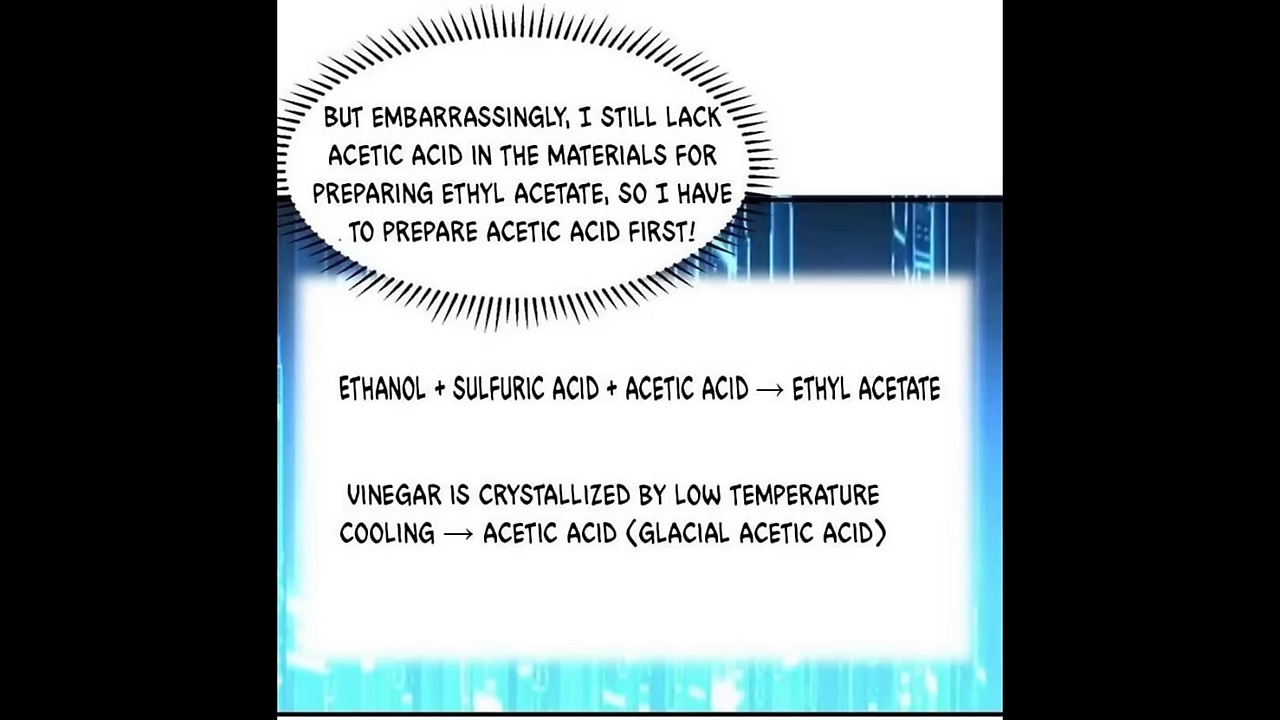 BUT EMBARRASSINGLY, I STILL LACK
ACETIC ACID IN THE MATERIALS FOR
PREPARING ETHYL ACETATE, SO I HAVE
TO PREPARE ACETIC ACID FIRST!
ETHANOL + SULFURIC ACID + ACETIC ACID → ETHYL ACETATE
VINEGAR IS CRYSTALLIZED BY LOW TEMPERATURE
COOLING → ACETIC ACID (GLACIAL ACETIC ACID)